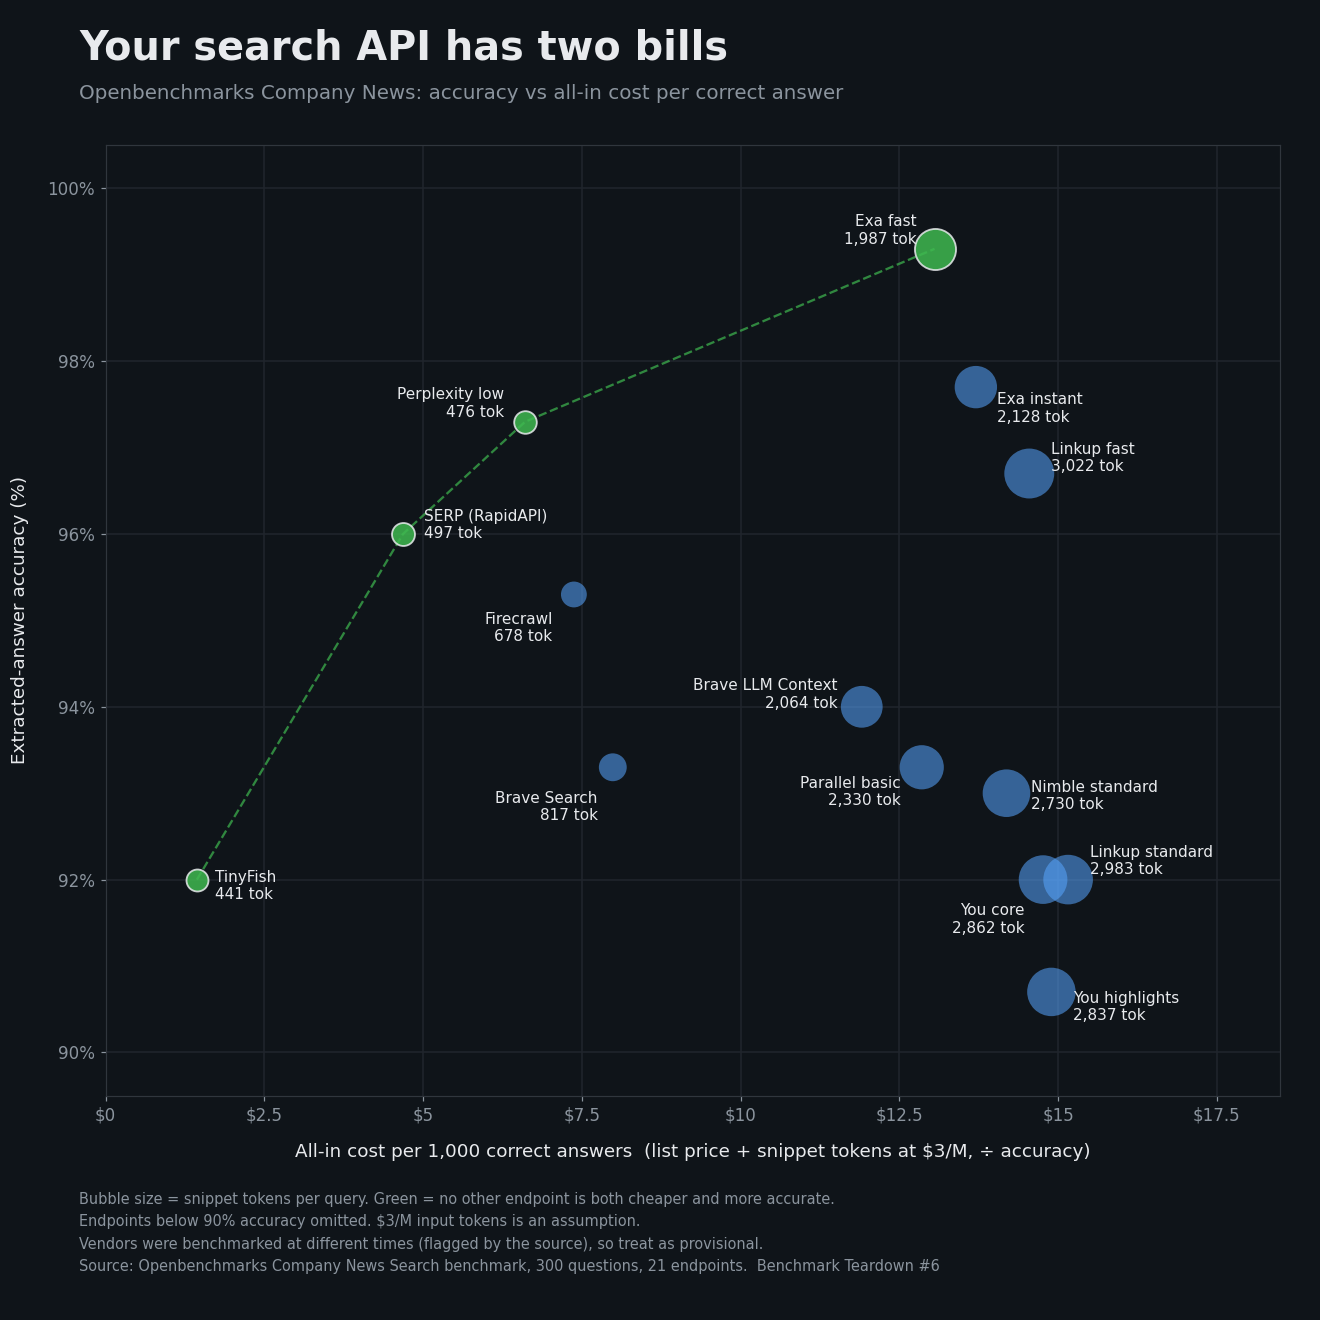 Your search API has two bills
Openbenchmarks Company News: accuracy vs all-in cost per correct answer
100%
98%
96%
94%
92%
90%
Extracted-answer accuracy (%)
Exa fast
1,987 tok
Exa instant
2,128 tok
Perplexity low
476 tok
Linkup fast
3,022 tok
SERP (RapidAPI)
497 tok
Firecrawl
678 tok
Brave LLM Context
2,064 tok
Parallel basic
2,330 tok
Nimble standard
2,730 tok
Brave Search
817 tok
Linkup standard
2,983 tok
TinyFish
441 tok
You core
2,862 tok
You highlights
2,837 tok
$0
$2.5
$5
$7.5
$10
$12.5
$15
$17.5
All-in cost per 1,000 correct answers  (list price + snippet tokens at $3/M, ÷ accuracy)
Bubble size = snippet tokens per query. Green = no other endpoint is both cheaper and more accurate.
Endpoints below 90% accuracy omitted. $3/M input tokens is an assumption.
Vendors were benchmarked at different times (flagged by the source), so treat as provisional.
Source: Openbenchmarks Company News Search benchmark, 300 questions, 21 endpoints.  Benchmark Teardown #6